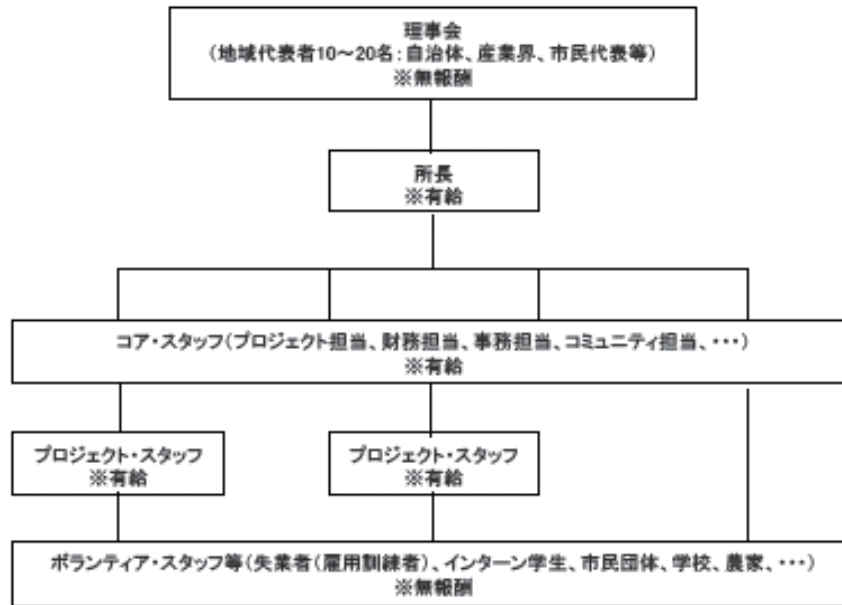 理事会
(地域代表者10～20名：自治体、産業界、市民代表等)
※無報酬
所長
※有給
コア・スタッフ(プロジェクト担当、財務担当、事務担当、コミュニティ担当、・・・)
※有給
プロジェクト・スタッフ
※有給
プロジェクト・スタッフ
※有給
ボランティア・スタッフ等(失業者(雇用訓練者)、インターン学生、市民団体、学校、農家、・・・)
※無報酬